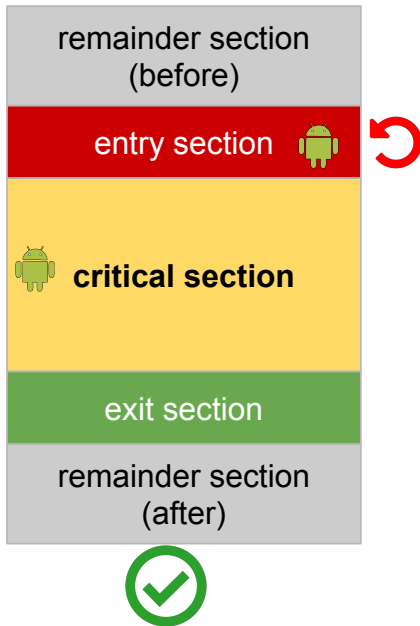 remainder section
(before)
entry section
critical section
exit section
remainder section
(after)